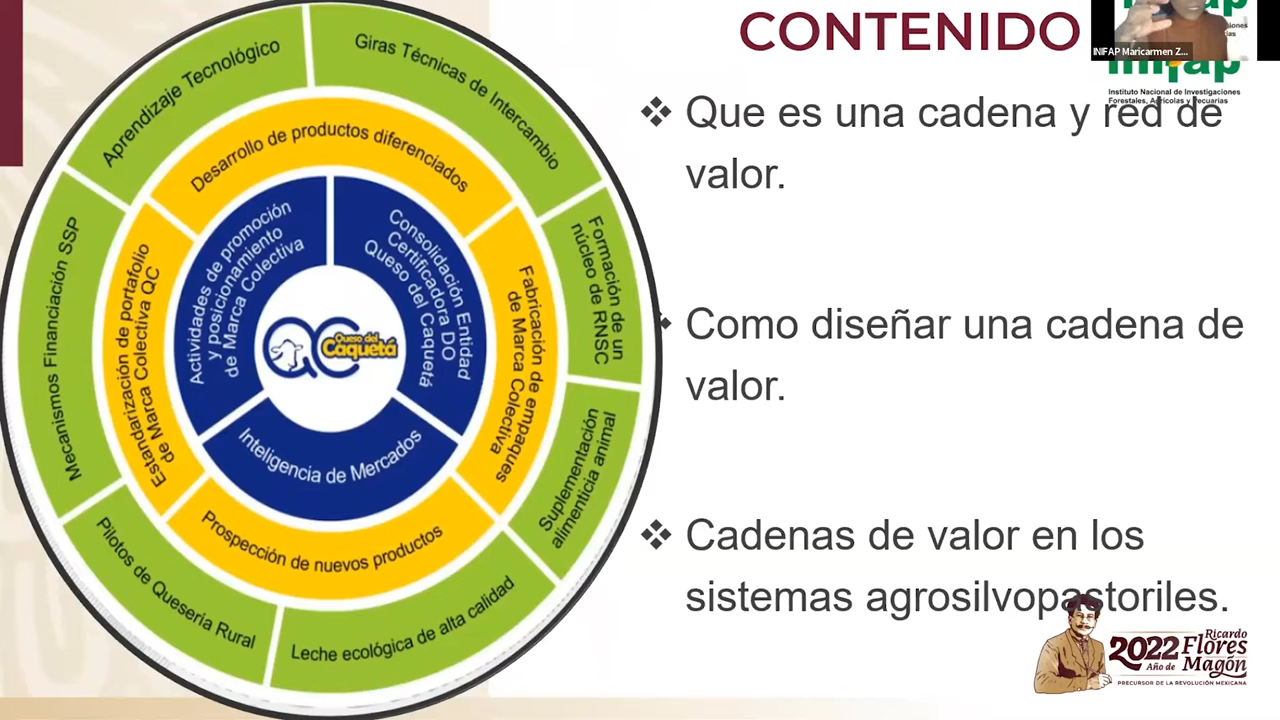 CONTENIDO
INIFAP Maricarmen Z...
inifap
Instituto Nacional de Investigaciones
Forestales, Agrícolas y Pecuarias
❖ Que es una cadena y red de
valor.
Como diseñar una cadena de
valor.
❖ Cadenas de valor en los
sistemas agrosilvopastoriles.
Aprendizaje Tecnológico
Giras Técnicas de Intercambio
Formación de un
núcleo de RNSC
Suplementación
alimenticia animal
Leche ecológica de alta calidad
Pilotos de Quesería Rural
Mecanismos Financiación SSP
Desarrollo de productos diferenciados
Fabricación de empaques
de Marca Colectiva
Prospección de nuevos productos
Estandarización de portafolio
de Marca Colectiva QC
Actividades de promoción
y posicionamiento
de Marca Colectiva
Consolidación Entidad
Certificadora DO
Queso del Caquetá
Inteligencia de Mercados
QC
Queso del
Caquetá
2022
Año de
Ricardo
Flores
Magón
PRECURSOR DE LA REVOLUCIÓN MEXICANA